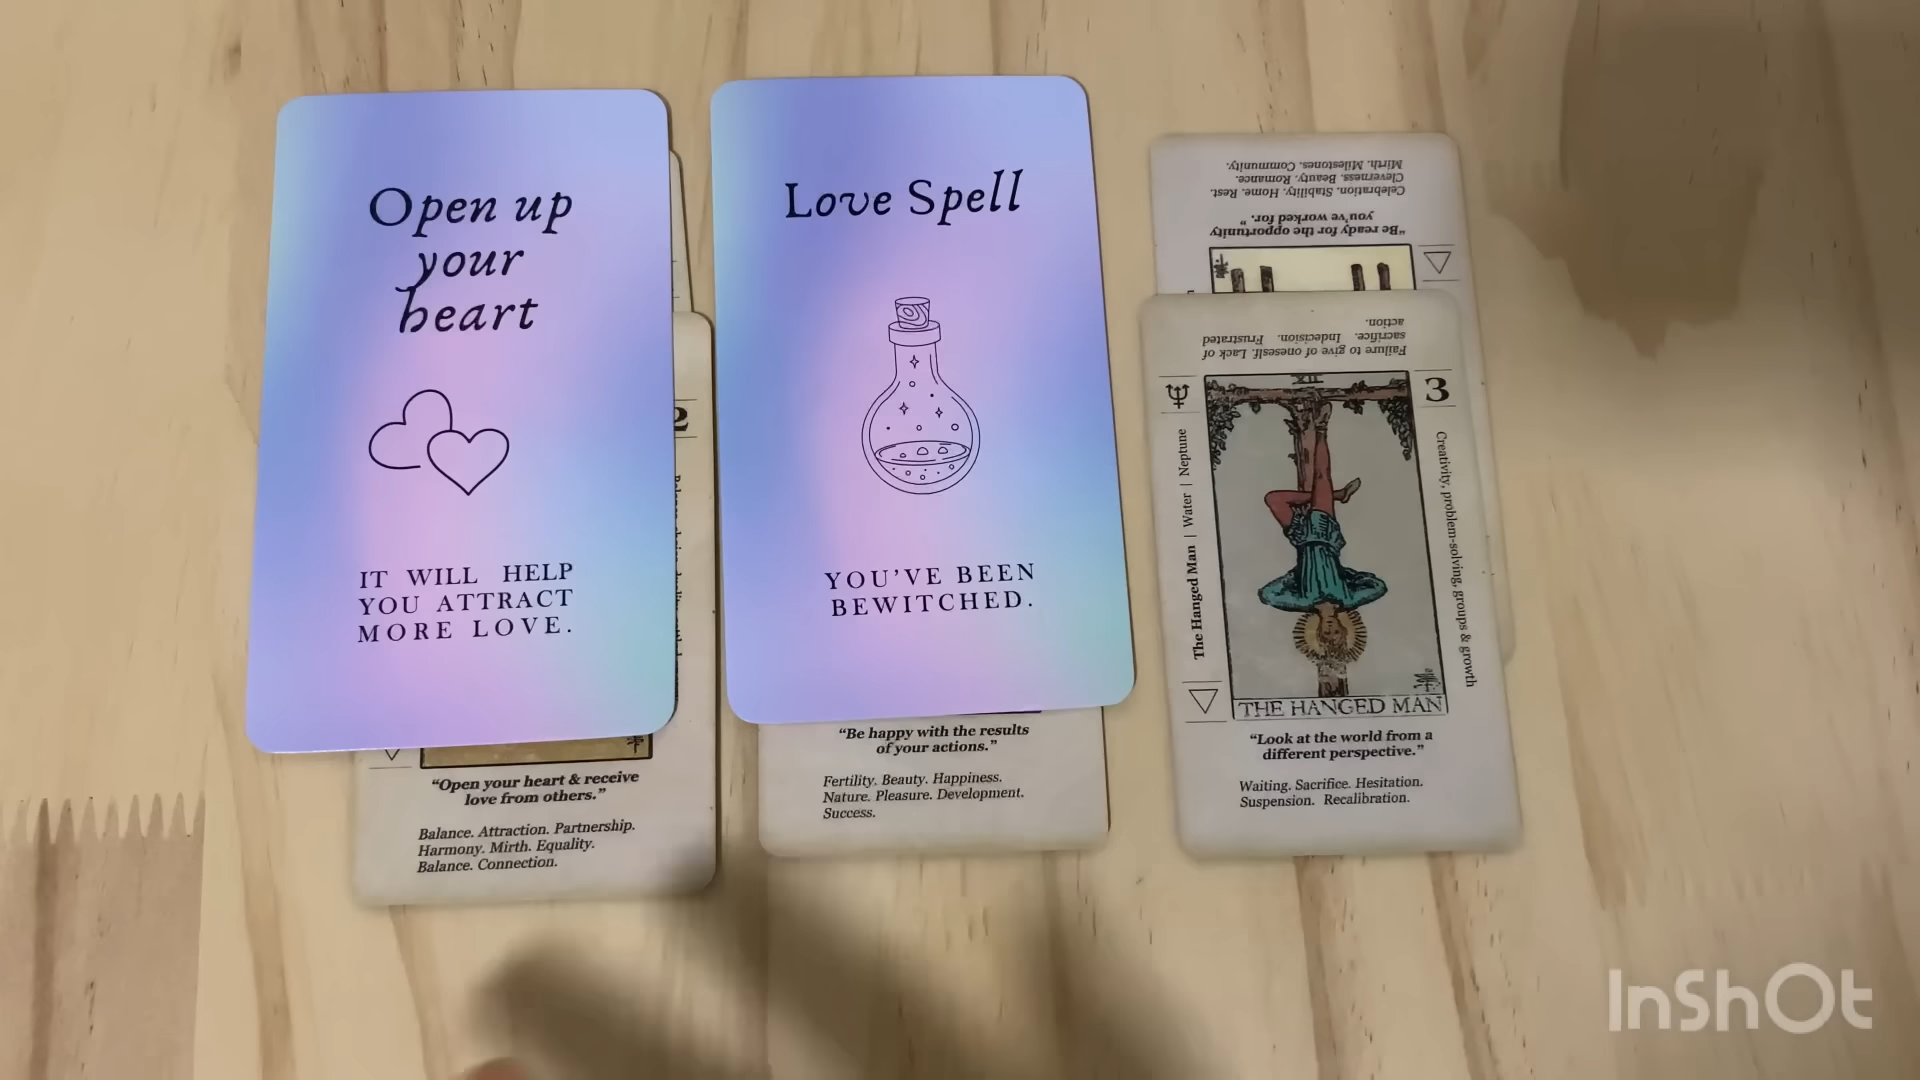 Open up
your
heart
IT WILL HELP
YOU ATTRACT
MORE LOVE.
2
“Open your heart & receive
love from others.”
Balance. Attraction. Partnership.
Harmony. Mirth. Equality.
Balance. Connection.
Love Spell
YOU’VE BEEN
BEWITCHED.
“Be happy with the results
of your actions.”
Fertility. Beauty. Happiness.
Nature. Pleasure. Development.
Success.
“Be ready for the opportunity
you’ve worked for. ”
Celebration. Stability. Home. Rest.
Cleverness. Beauty. Romance.
Mirth. Milestones. Community.
Failure to give of oneseslf. Lack of
sacrifice. Indecision. Frustrated
action.
3
XII
The Hanged Man | Water | Neptune
Creativity, problem-solving, groups & growth
THE HANGED MAN
“Look at the world from a
different perspective.”
Waiting. Sacrifice. Hesitation.
Suspension. Recalibration.
InShOt